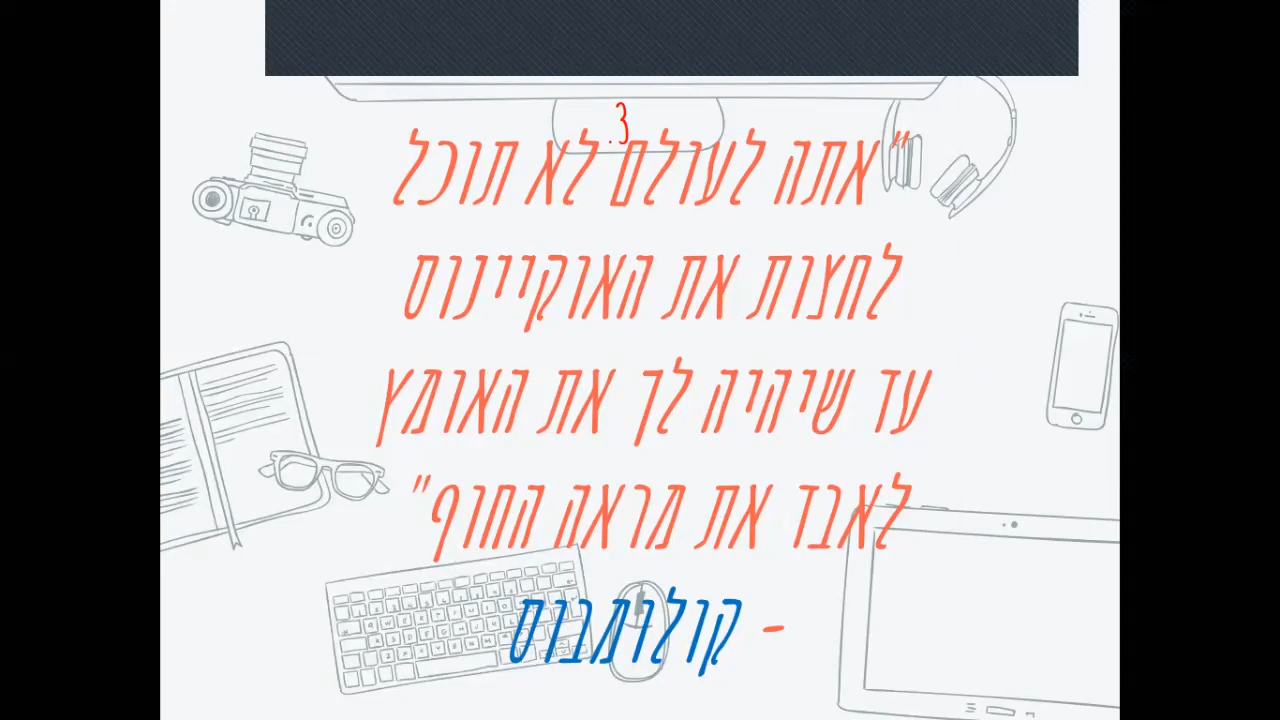 3.
"אתה לעולם לא תוכל
לחצות את האוקיינוס
עד שיהיה לך את האומץ
לאבד את מראה החוף"
- קולומבוס